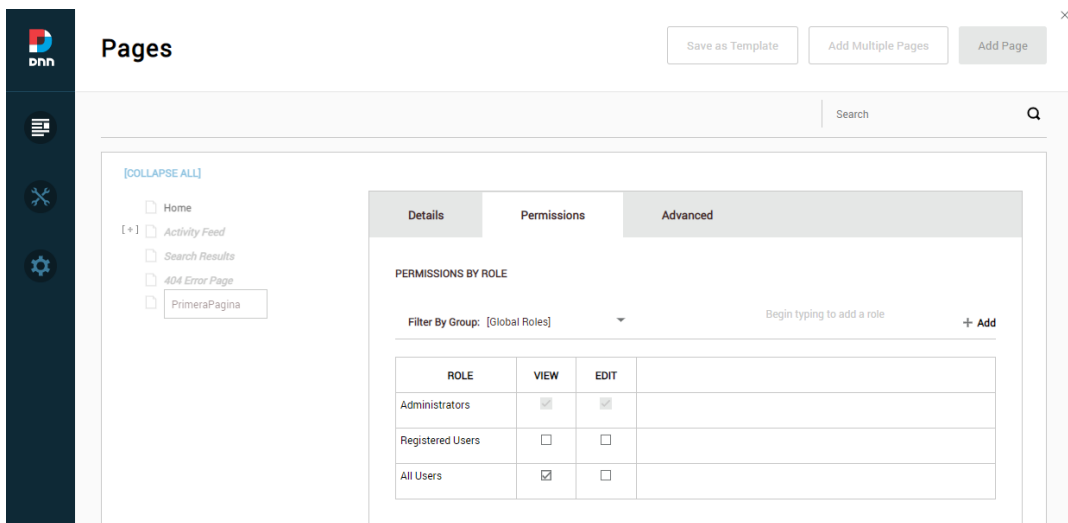 ×
Pages
Save as Template
Add Multiple Pages
Add Page
DNN
Search
[COLLAPSE ALL]
Home
[+] Activity Feed
Search Results
404 Error Page
PrimeraPagina
Details
Permissions
Advanced
PERMISSIONS BY ROLE
Filter By Group: [Global Roles]
Begin typing to add a role
+ Add
ROLE VIEW EDIT
Administrators
Registered Users
All Users